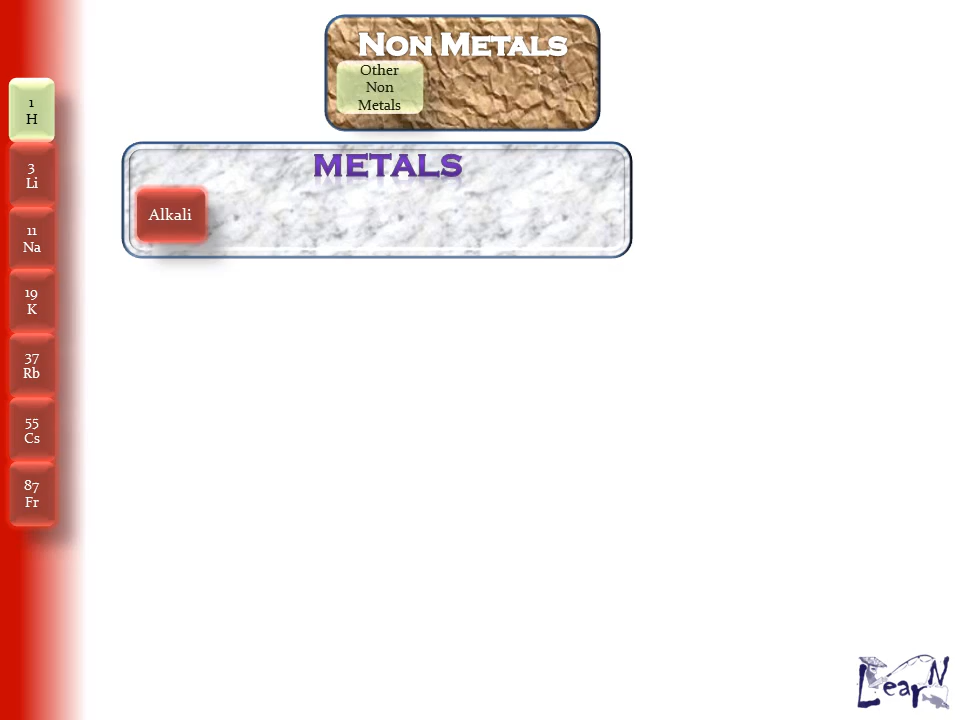 Non Metals
Other
Non
Metals
METALS
Alkali
1
H
3
Li
11
Na
19
K
37
Rb
55
Cs
87
Fr
LearN